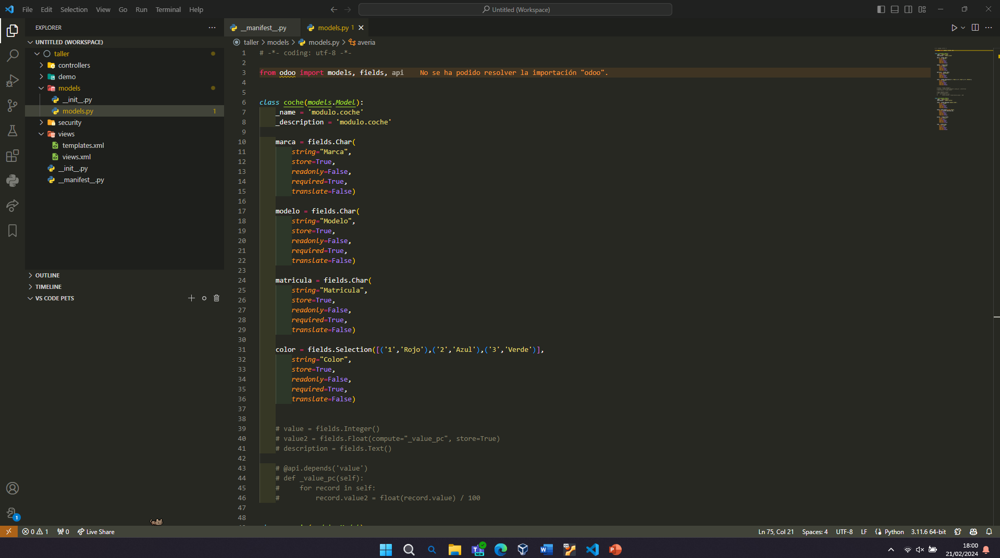 File Edit Selection View Go Run Terminal Help
Untitled (Workspace)
EXPLORER
UNTITLED (WORKSPACE)
taller
controllers
demo
models
__init__.py
models.py 1
security
views
templates.xml
views.xml
__init__.py
__manifest__.py
OUTLINE
TIMELINE
VS CODE PETS
__manifest__.py
models.py 1
taller > models > models.py > averia
1 # -*- coding: utf-8 -*-
2
3 from odoo import models, fields, api No se ha podido resolver la importación "odoo".
4
5
6 class coche(models.Model):
7 _name = 'modulo.coche'
8 _description = 'modulo.coche'
9
10 marca = fields.Char(
11 string="Marca",
12 store=True,
13 readonly=False,
14 required=True,
15 translate=False)
16
17 modelo = fields.Char(
18 string="Modelo",
19 store=True,
20 readonly=False,
21 required=True,
22 translate=False)
23
24 matricula = fields.Char(
25 string="Matricula",
26 store=True,
27 readonly=False,
28 required=True,
29 translate=False)
30
31 color = fields.Selection([('1','Rojo'),('2','Azul'),('3','Verde')],
32 string="Color",
33 store=True,
34 readonly=False,
35 required=True,
36 translate=False)
37
38
39 # value = fields.Integer()
40 # value2 = fields.Float(compute="_value_pc", store=True)
41 # description = fields.Text()
42
43 # @api.depends('value')
44 # def _value_pc(self):
45 # for record in self:
46 # record.value2 = float(record.value) / 100
47
48
1
0 1 0 Live Share
Ln 75, Col 21 Spaces: 4 UTF-8 LF Python 3.11.6 64-bit
NEW
64
18:00
21/02/2024